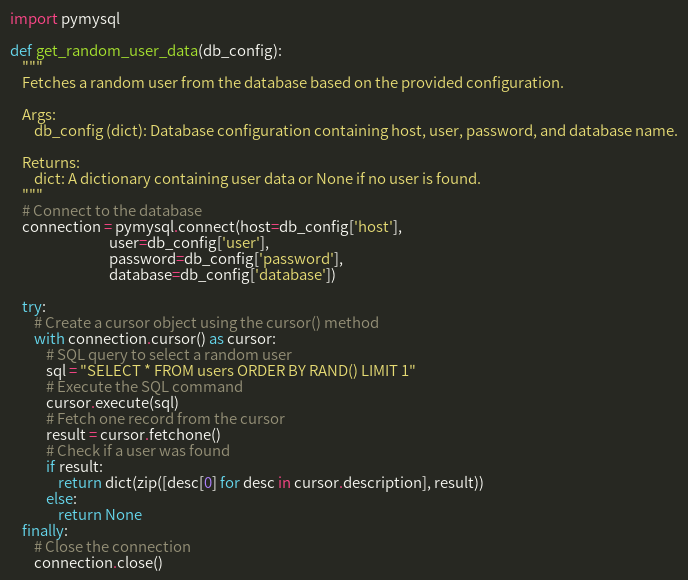 import pymysql

def get_random_user_data(db_config):
    """
    Fetches a random user from the database based on the provided configuration.

    Args:
        db_config (dict): Database configuration containing host, user, password, and database name.

    Returns:
        dict: A dictionary containing user data or None if no user is found.
    """
    # Connect to the database
    connection = pymysql.connect(host=db_config['host'],
                                 user=db_config['user'],
                                 password=db_config['password'],
                                 database=db_config['database'])

    try:
        # Create a cursor object using the cursor() method
        with connection.cursor() as cursor:
            # SQL query to select a random user
            sql = "SELECT * FROM users ORDER BY RAND() LIMIT 1"
            # Execute the SQL command
            cursor.execute(sql)
            # Fetch one record from the cursor
            result = cursor.fetchone()
            # Check if a user was found
            if result:
                return dict(zip([desc[0] for desc in cursor.description], result))
            else:
                return None
    finally:
        # Close the connection
        connection.close()